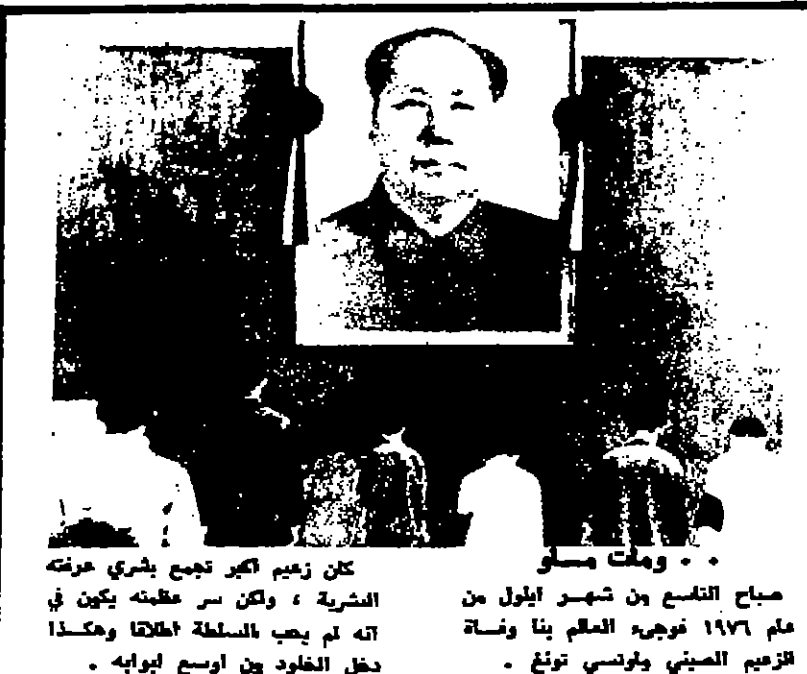 . . ومات مساو
صباح التاسع من شهر ايلول من
عام ١٩٧٦ فوجىء العالم بنا وفاة
الزعيم الصيني ماوتسي تونغ .
كان زعيم اكبر تجمع بشري عرفته
البشرية ، ولكن سر عظمته يكون في
انه لم يحب السلطة اطلاقا وهكذا
دخل الخلود من اوسع ابوابه .